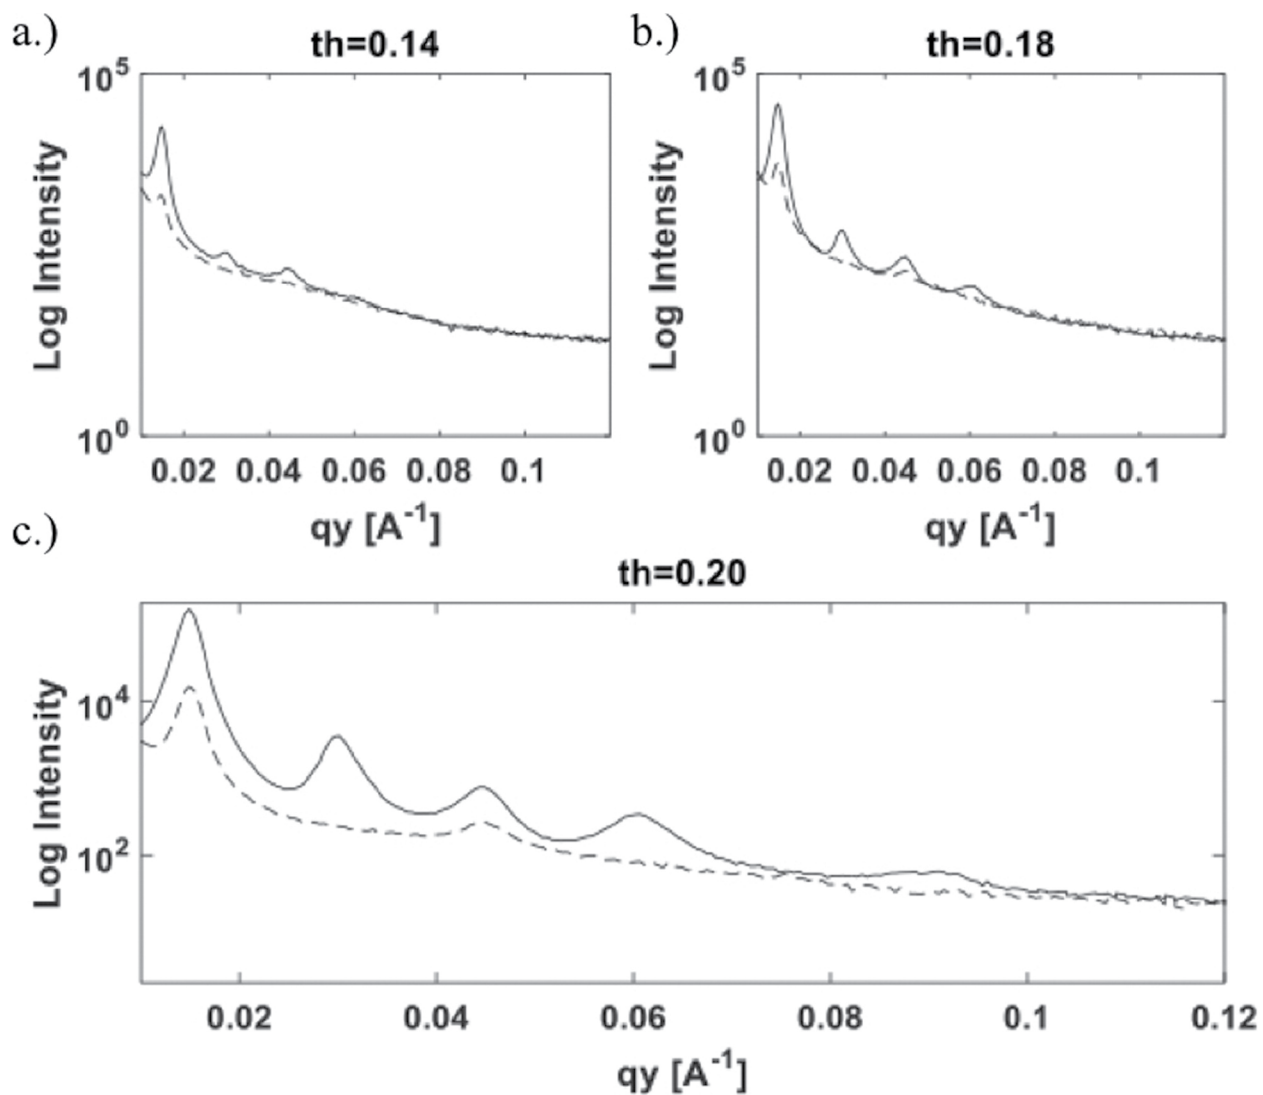 a.)
th=0.14
10^5
Log Intensity
10^0
0.02 0.04 0.06 0.08 0.1
qy [A^-1]
b.)
th=0.18
10^5
Log Intensity
10^0
0.02 0.04 0.06 0.08 0.1
qy [A^-1]
c.)
th=0.20
10^4
Log Intensity
10^2
0.02 0.04 0.06 0.08 0.1 0.12
qy [A^-1]